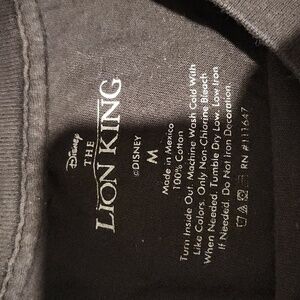 Disney
THE
LION KING
©DISNEY
M
Made in Mexico
100% Cotton
Turn Inside Out. Machine Wash Cold With
Like Colors. Only Non-Chlorine Bleach
When Needed. Tumble Dry Low. Low Iron
If Needed. Do Not Iron Decoration.
RN #111647